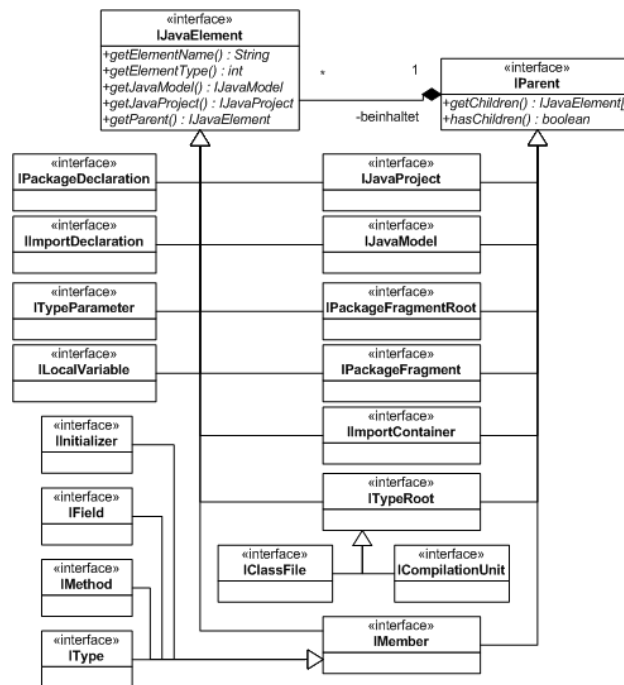 «interface»
IJavaElement
+getElementName() : String
+getElementType() : int
+getJavaModel() : IJavaModel
+getJavaProject() : IJavaProject
+getParent() : IJavaElement
*
1
-beinhaltet
«interface»
IParent
+getChildren() : IJavaElement[
+hasChildren() : boolean
«interface»
IPackageDeclaration
«interface»
IJavaProject
«interface»
IImportDeclaration
«interface»
IJavaModel
«interface»
ITypeParameter
«interface»
IPackageFragmentRoot
«interface»
ILocalVariable
«interface»
IPackageFragment
«interface»
IInitializer
«interface»
IImportContainer
«interface»
IField
«interface»
ITypeRoot
«interface»
IMethod
«interface»
IClassFile
«interface»
ICompilationUnit
«interface»
IType
«interface»
IMember